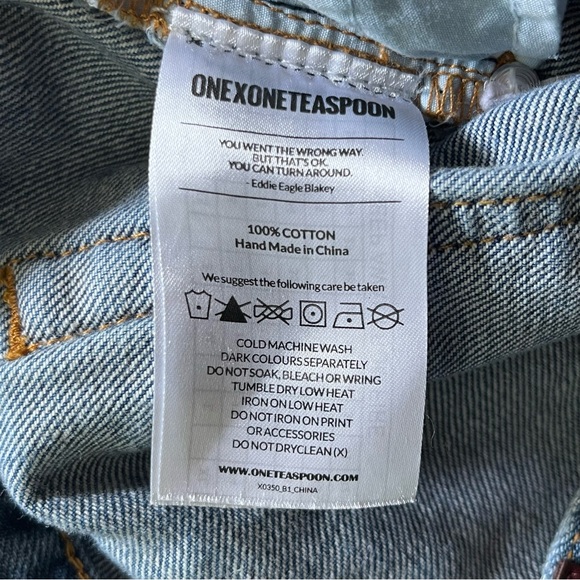 ONEXONETEASPOON
YOU WENT THE WRONG WAY.
BUT THAT'S OK.
YOU CAN TURN AROUND.
- Eddie Eagle Blakey
100% COTTON
Hand Made in China
We suggest the following care be taken
COLD MACHINE WASH
DARK COLOURS SEPARATELY
DO NOT SOAK, BLEACH OR WRING
TUMBLE DRY LOW HEAT
IRON ON LOW HEAT
DO NOT IRON ON PRINT
OR ACCESSORIES
DO NOT DRYCLEAN (X)
WWW.ONETEASPOON.COM
X0350_B1_CHINA